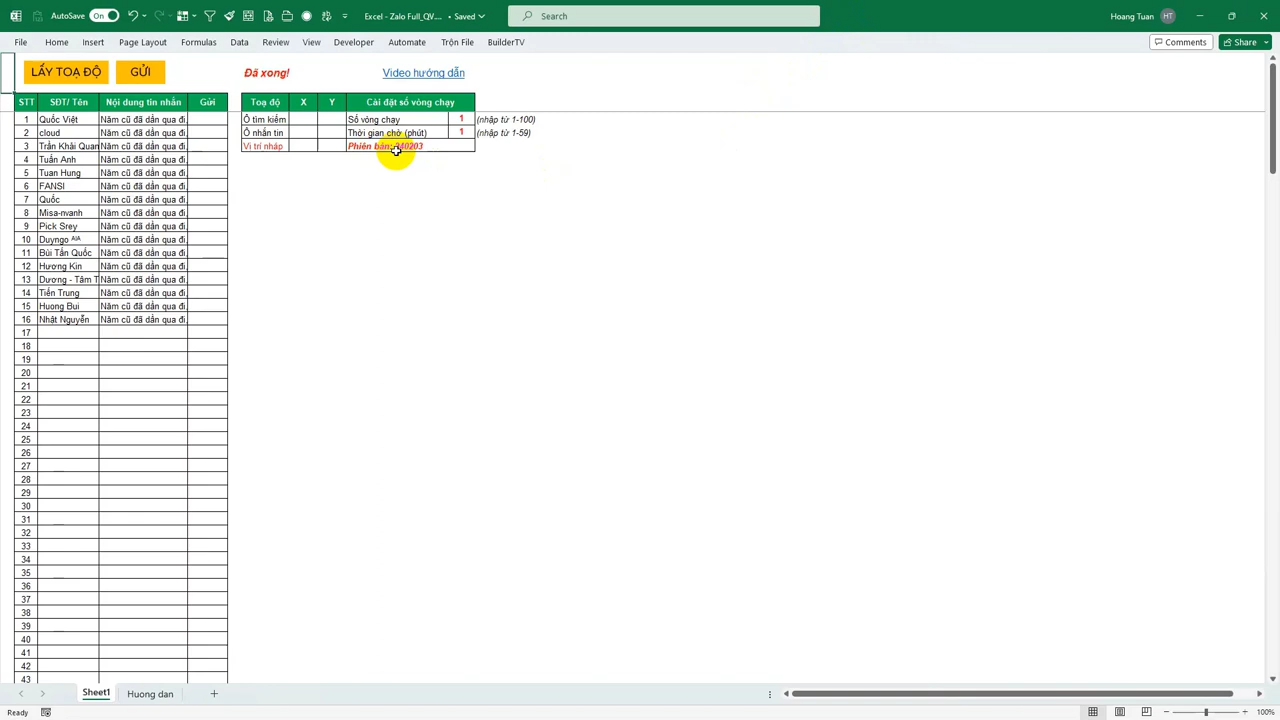 AutoSave On Excel - Zalo Full_QV.... • Saved Search Hoang Tuan HT
File Home Insert Page Layout Formulas Data Review View Developer Automate Trộn File BuilderTV Comments Share
LẤY TOẠ ĐỘ GỬI Đã xong! Video hướng dẫn
STT SĐT/ Tên Nội dung tin nhắn Gửi Toạ độ X Y Cài đặt số vòng chạy
1 Quốc Việt Năm cũ đã dần qua đi, Ô tìm kiếm Số vòng chạy 1 (nhập từ 1-100)
2 cloud Năm cũ đã dần qua đi, Ô nhắn tin Thời gian chờ (phút) 1 (nhập từ 1-59)
3 Trần Khải Quan Năm cũ đã dần qua đi, Vị trí nháp Phiên bản: 240203
4 Tuấn Anh Năm cũ đã dần qua đi,
5 Tuan Hung Năm cũ đã dần qua đi,
6 FANSI Năm cũ đã dần qua đi,
7 Quốc Năm cũ đã dần qua đi,
8 Misa-nvanh Năm cũ đã dần qua đi,
9 Pick Srey Năm cũ đã dần qua đi,
10 Duyngo ᴬᴵᴬ Năm cũ đã dần qua đi,
11 Bùi Tấn Quốc Năm cũ đã dần qua đi,
12 Hương Kin Năm cũ đã dần qua đi,
13 Dương - Tâm T Năm cũ đã dần qua đi,
14 Tiến Trung Năm cũ đã dần qua đi,
15 Huong Bui Năm cũ đã dần qua đi,
16 Nhật Nguyễn Năm cũ đã dần qua đi,
17
18
19
20
21
22
23
24
25
26
27
28
29
30
31
32
33
34
35
36
37
38
39
40
41
42
43
Sheet1 Huong dan
Ready 100%